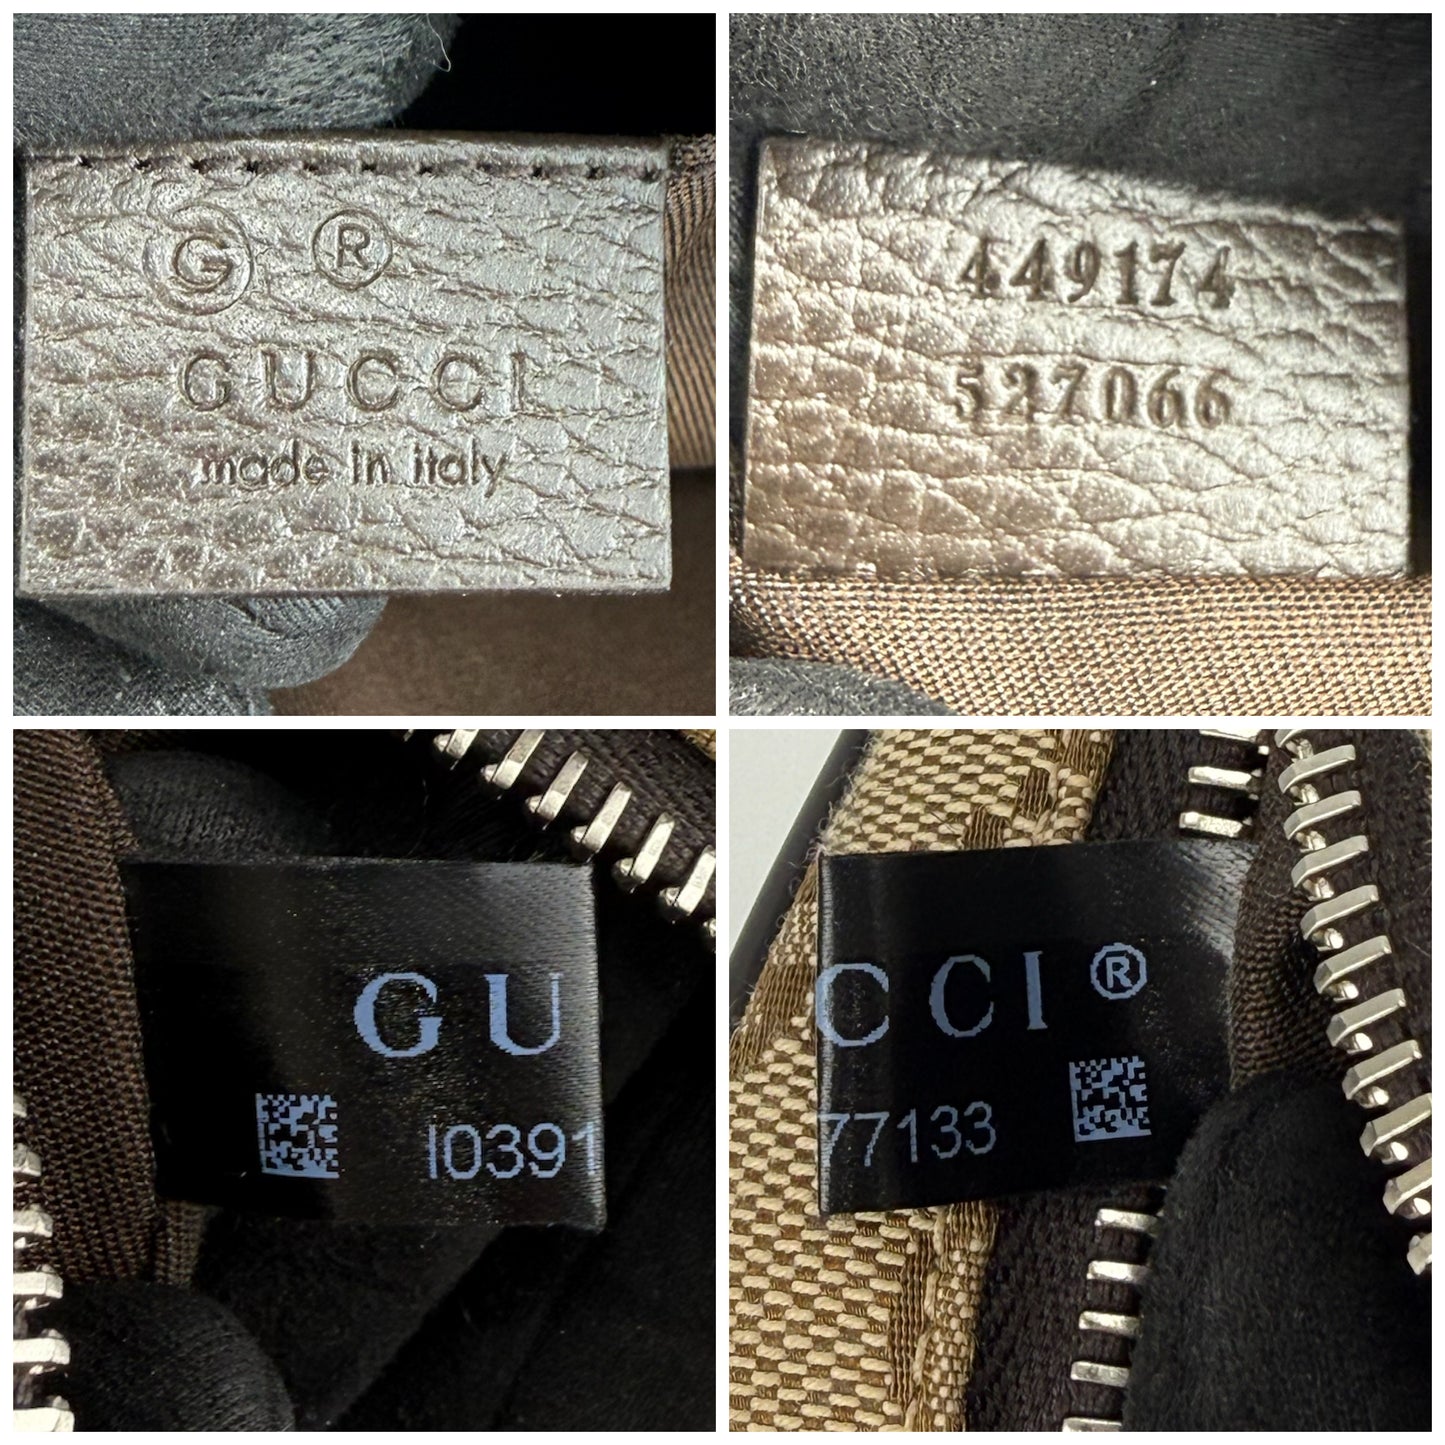 G ®
GUCCI
made in italy
449174
527066
GU
I0391
CCI®
77133